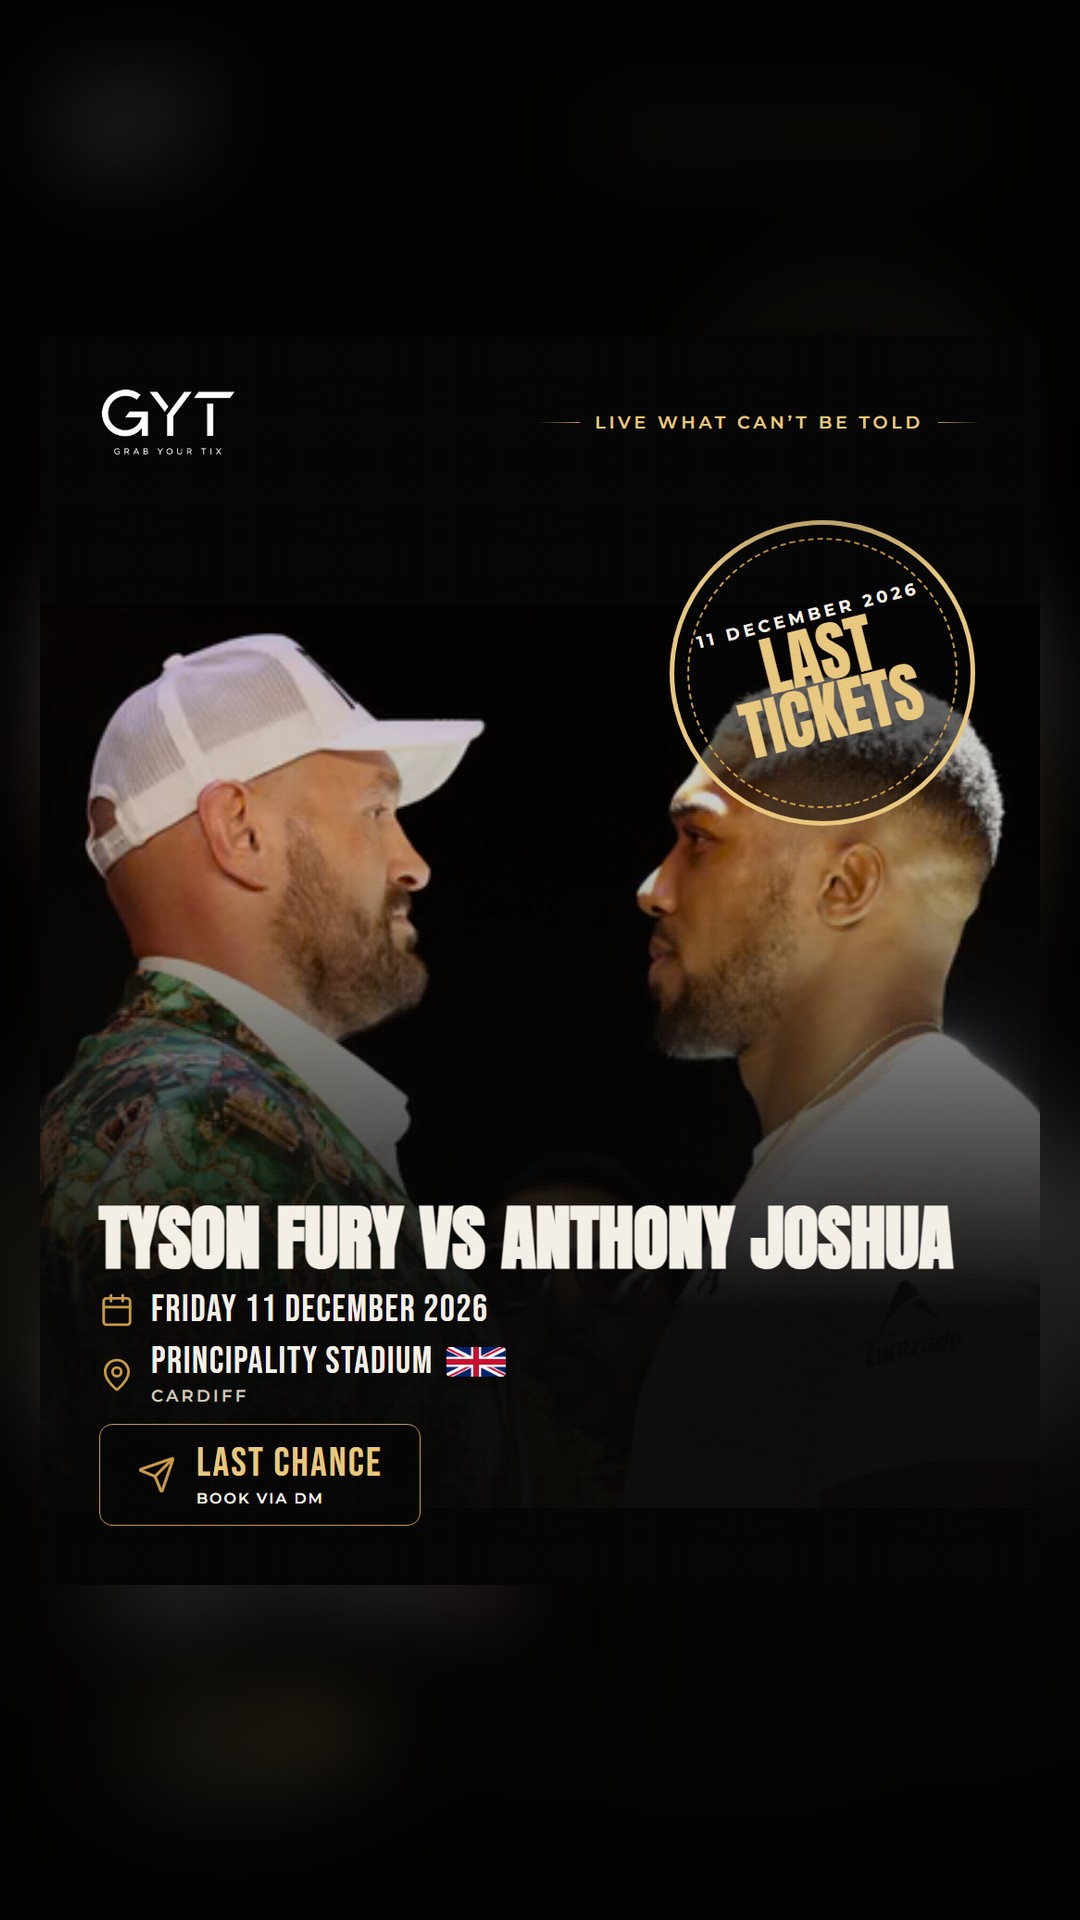 GYT
GRAB YOUR TIX
LIVE WHAT CAN’T BE TOLD
11 DECEMBER 2026
LAST
TICKETS
TYSON FURY VS ANTHONY JOSHUA
FRIDAY 11 DECEMBER 2026
PRINCIPALITY STADIUM
CARDIFF
Lucozade
LAST CHANCE
BOOK VIA DM